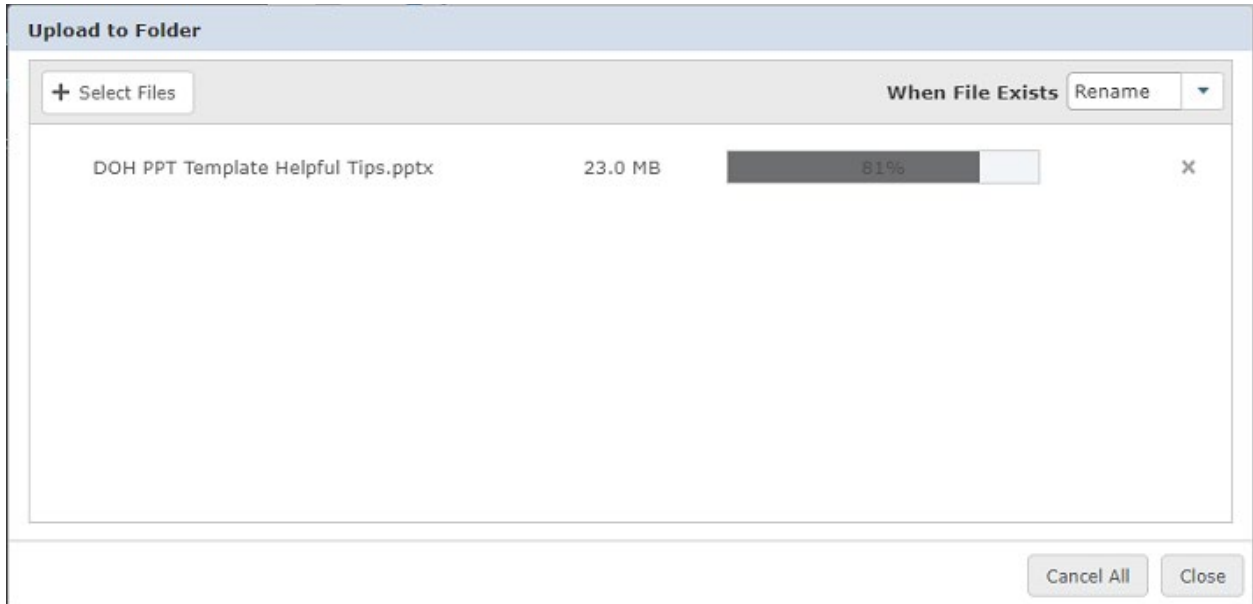 Upload to Folder
+ Select Files When File Exists Rename
DOH PPT Template Helpful Tips.pptx 23.0 MB 81%
Cancel All Close